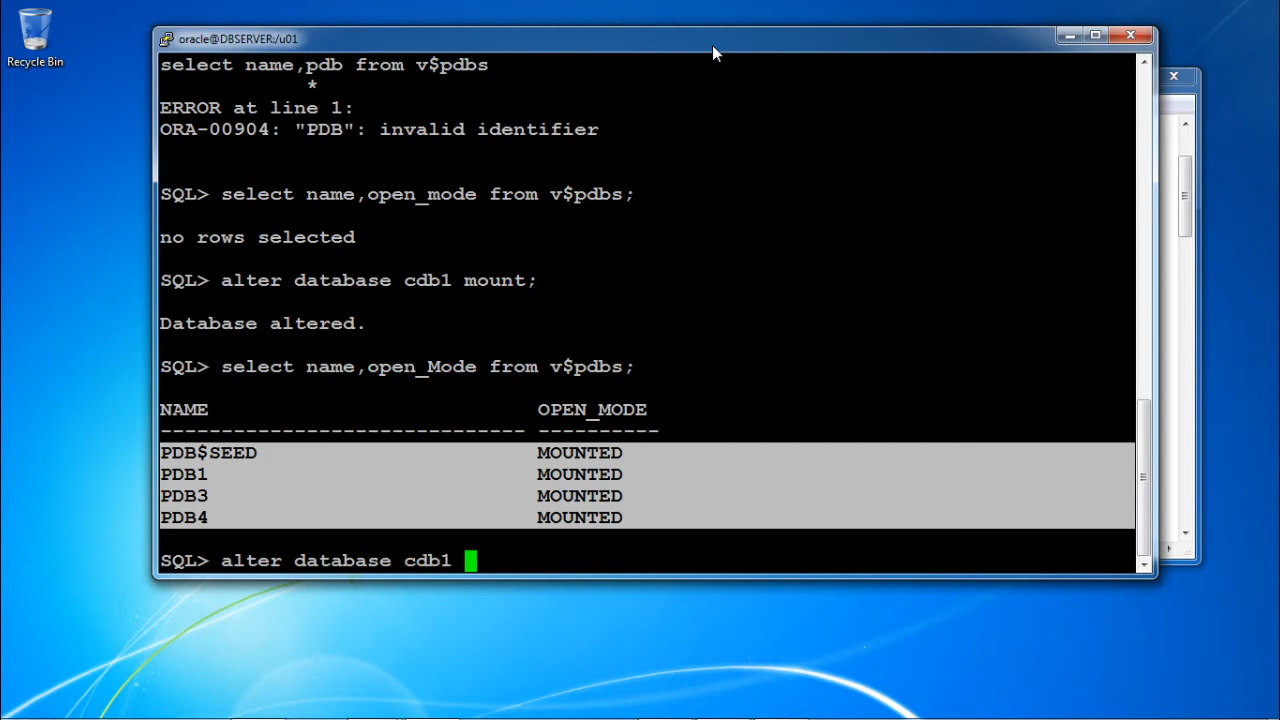 Recycle Bin
oracle@DBSERVER:/u01
select name,pdb from v$pdbs
*
ERROR at line 1:
ORA-00904: "PDB": invalid identifier
SQL> select name,open_mode from v$pdbs;
no rows selected
SQL> alter database cdb1 mount;
Database altered.
SQL> select name,open_Mode from v$pdbs;
NAME OPEN_MODE
------------------------------ ----------
PDB$SEED MOUNTED
PDB1 MOUNTED
PDB3 MOUNTED
PDB4 MOUNTED
SQL> alter database cdb1